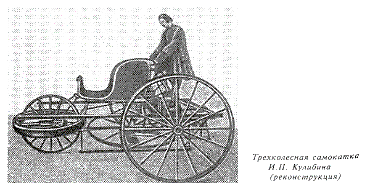 Трехколесная самокатка
И.П. Кулибина
(реконструкция)